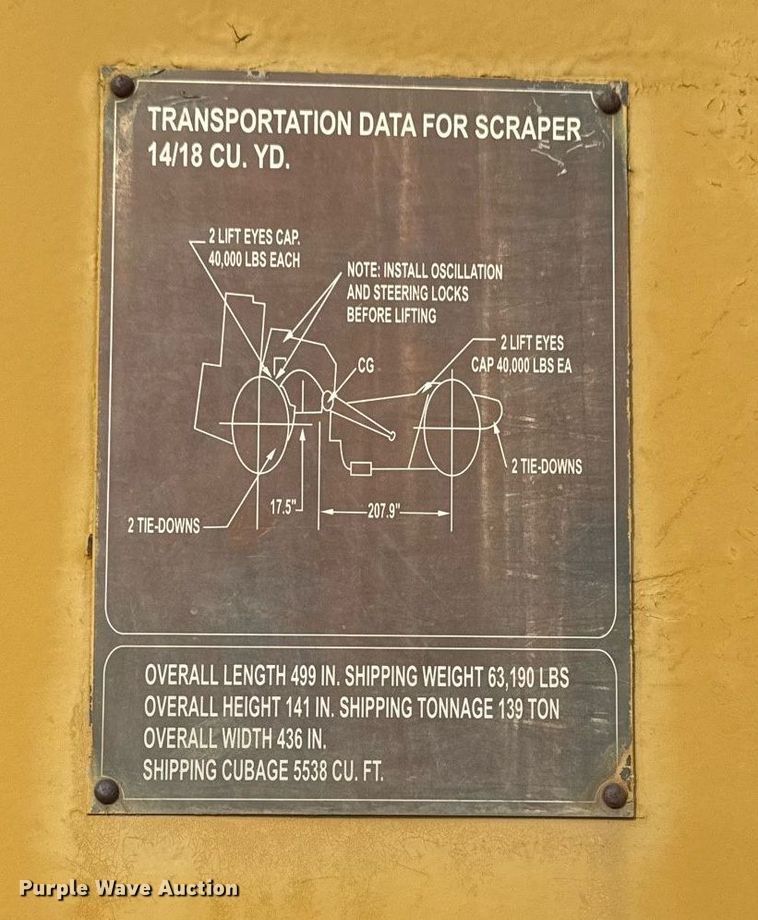 TRANSPORTATION DATA FOR SCRAPER
14/18 CU. YD.
2 LIFT EYES CAP.
40,000 LBS EACH
NOTE: INSTALL OSCILLATION
AND STEERING LOCKS
BEFORE LIFTING
2 LIFT EYES
CAP 40,000 LBS EA
CG
2 TIE-DOWNS
17.5"
207.9"
2 TIE-DOWNS
OVERALL LENGTH 499 IN. SHIPPING WEIGHT 63,190 LBS
OVERALL HEIGHT 141 IN. SHIPPING TONNAGE 139 TON
OVERALL WIDTH 436 IN.
SHIPPING CUBAGE 5538 CU. FT.
Purple Wave Auction